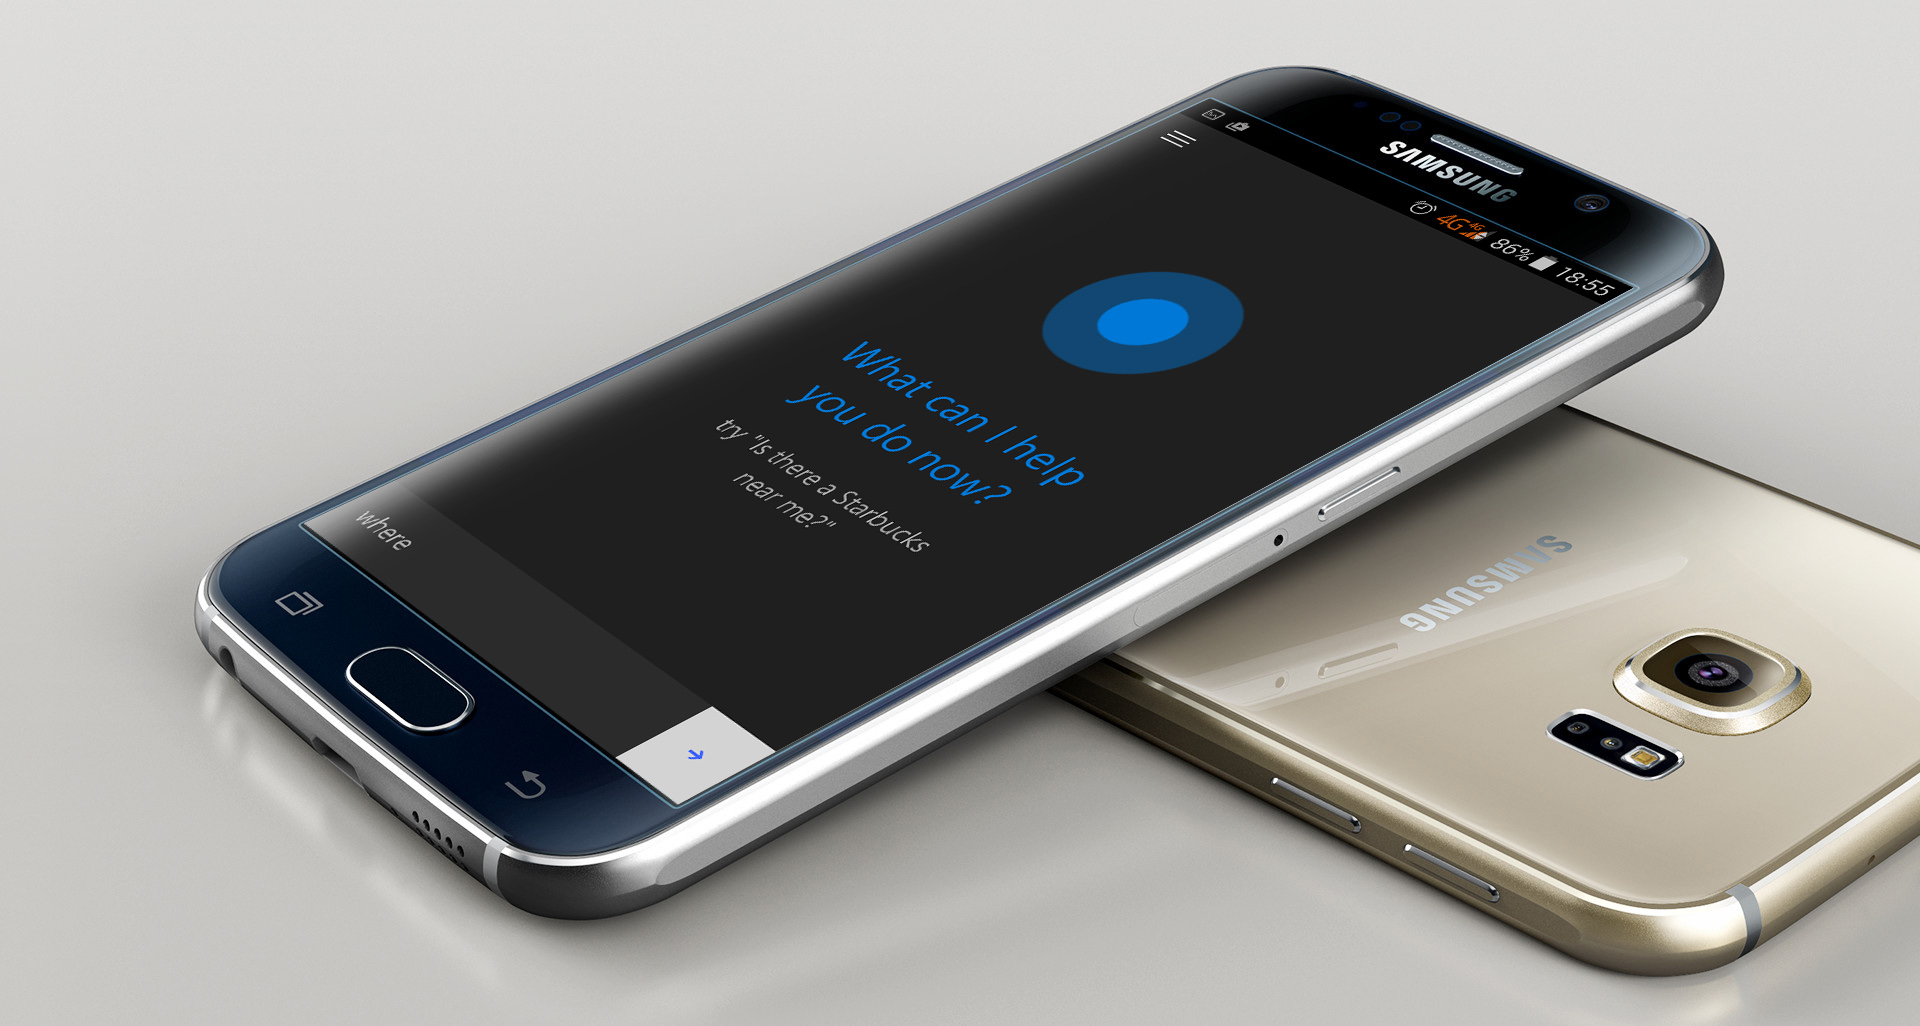 SAMSUNG
4G 4G 86% 18:55
What can I help
you do now?
try "Is there a Starbucks
near me?"
where
SAMSUNG